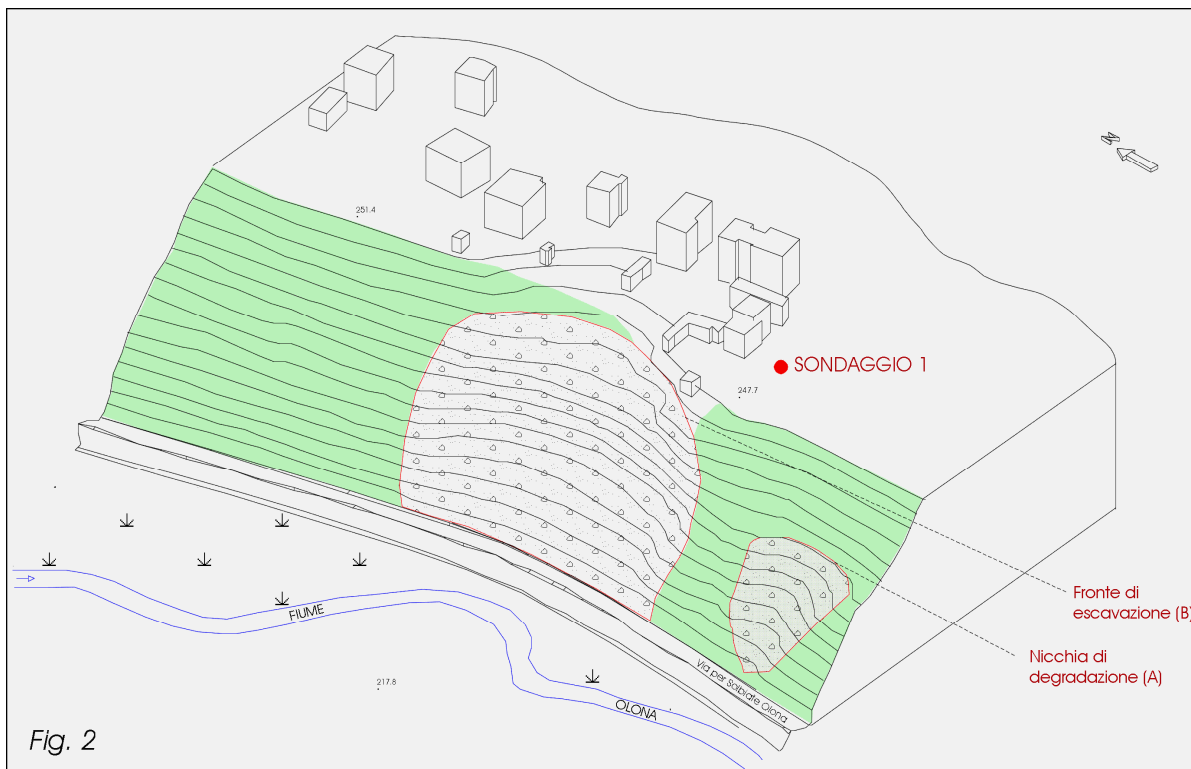 N
251.4
SONDAGGIO 1
247.7
Fronte di
escavazione (B)
FIUME
Nicchia di
degradazione (A)
Via per Solbiate Olona
217.8
OLONA
Fig. 2